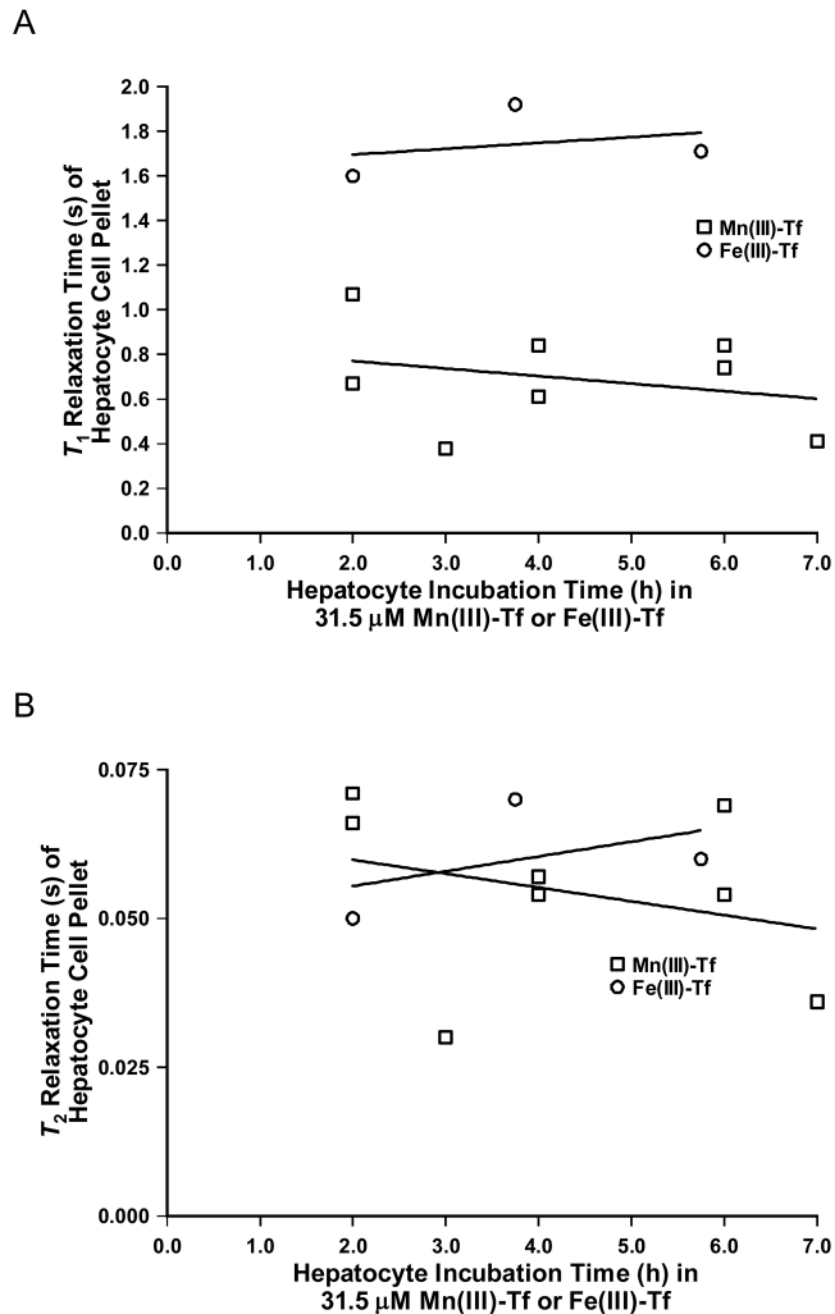 A
2.0
1.8
1.6
1.4
1.2
1.0
0.8
0.6
0.4
0.2
0.0
T1 Relaxation Time (s) of
Hepatocyte Cell Pellet
Mn(III)-Tf
Fe(III)-Tf
0.0 1.0 2.0 3.0 4.0 5.0 6.0 7.0
Hepatocyte Incubation Time (h) in
31.5 μM Mn(III)-Tf or Fe(III)-Tf
B
0.075
0.050
0.025
0.000
T2 Relaxation Time (s) of
Hepatocyte Cell Pellet
Mn(III)-Tf
Fe(III)-Tf
0.0 1.0 2.0 3.0 4.0 5.0 6.0 7.0
Hepatocyte Incubation Time (h) in
31.5 μM Mn(III)-Tf or Fe(III)-Tf